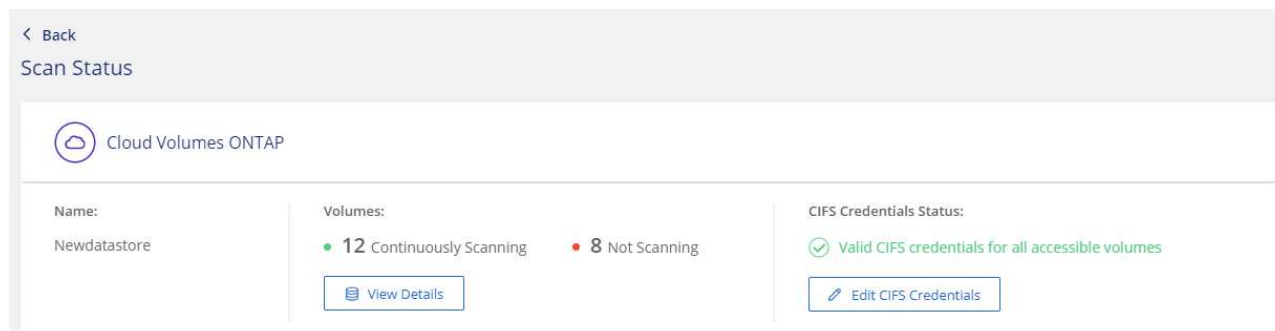 Back
Scan Status
Cloud Volumes ONTAP
Name:
Newdatastore
Volumes:
12 Continuously Scanning
8 Not Scanning
View Details
CIFS Credentials Status:
Valid CIFS credentials for all accessible volumes
Edit CIFS Credentials